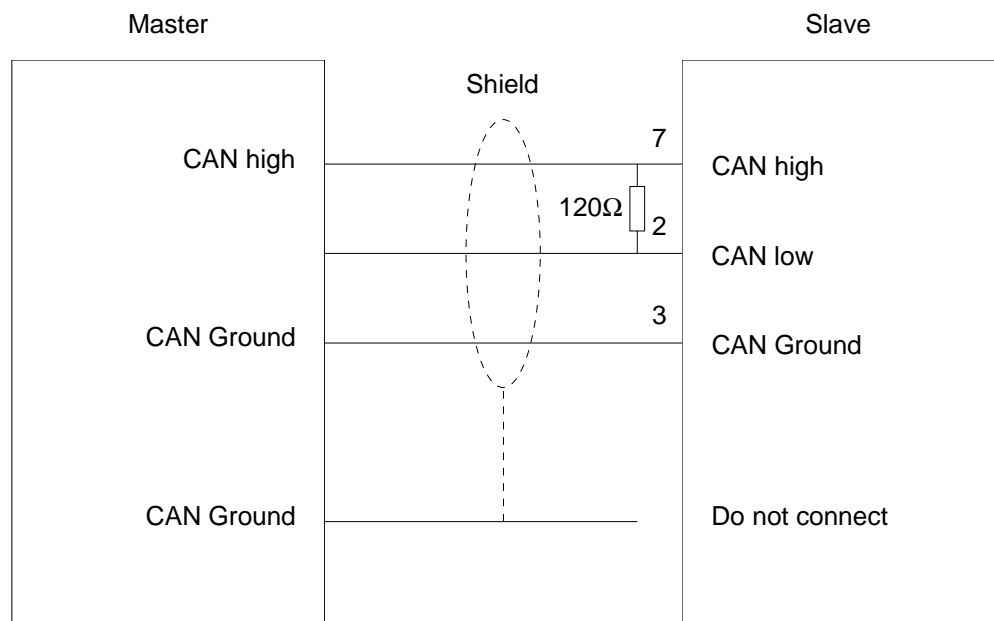 Master
Slave
Shield
7
CAN high
CAN high
120Ω
2
CAN low
3
CAN Ground
CAN Ground
CAN Ground
Do not connect